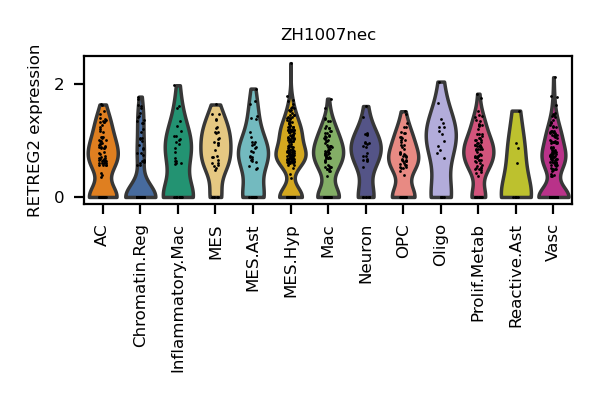 ZH1007nec
RETREG2 expression
2
0
AC
Chromatin.Reg
Inflammatory.Mac
MES
MES.Ast
MES.Hyp
Mac
Neuron
OPC
Oligo
Prolif.Metab
Reactive.Ast
Vasc